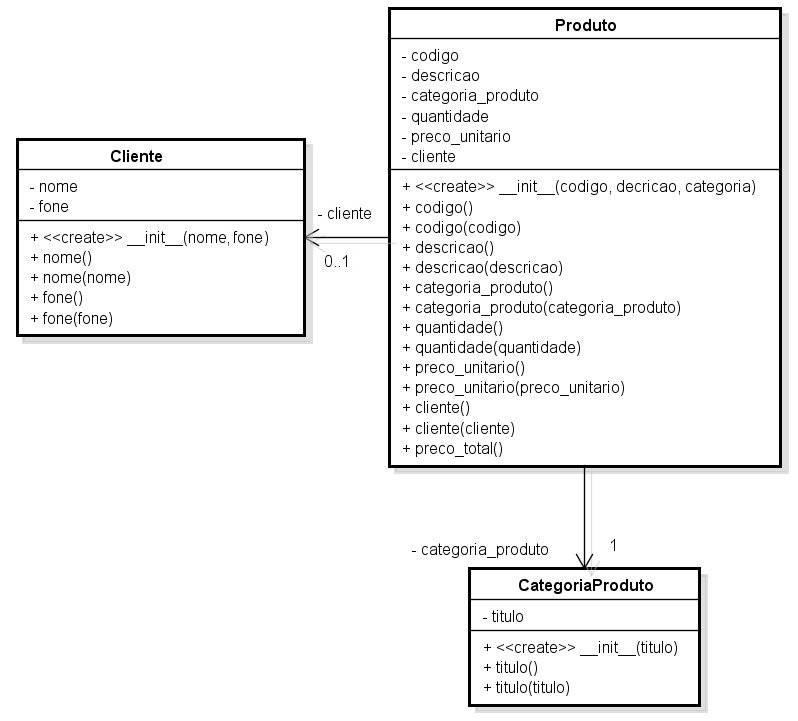 Produto
- codigo
- descricao
- categoria_produto
- quantidade
- preco_unitario
- cliente
+ <<create>> __init__(codigo, decricao, categoria)
+ codigo()
+ codigo(codigo)
+ descricao()
+ descricao(descricao)
+ categoria_produto()
+ categoria_produto(categoria_produto)
+ quantidade()
+ quantidade(quantidade)
+ preco_unitario()
+ preco_unitario(preco_unitario)
+ cliente()
+ cliente(cliente)
+ preco_total()
Cliente
- nome
- fone
+ <<create>> __init__(nome, fone)
+ nome()
+ nome(nome)
+ fone()
+ fone(fone)
- cliente
0..1
- categoria_produto
1
CategoriaProduto
- titulo
+ <<create>> __init__(titulo)
+ titulo()
+ titulo(titulo)